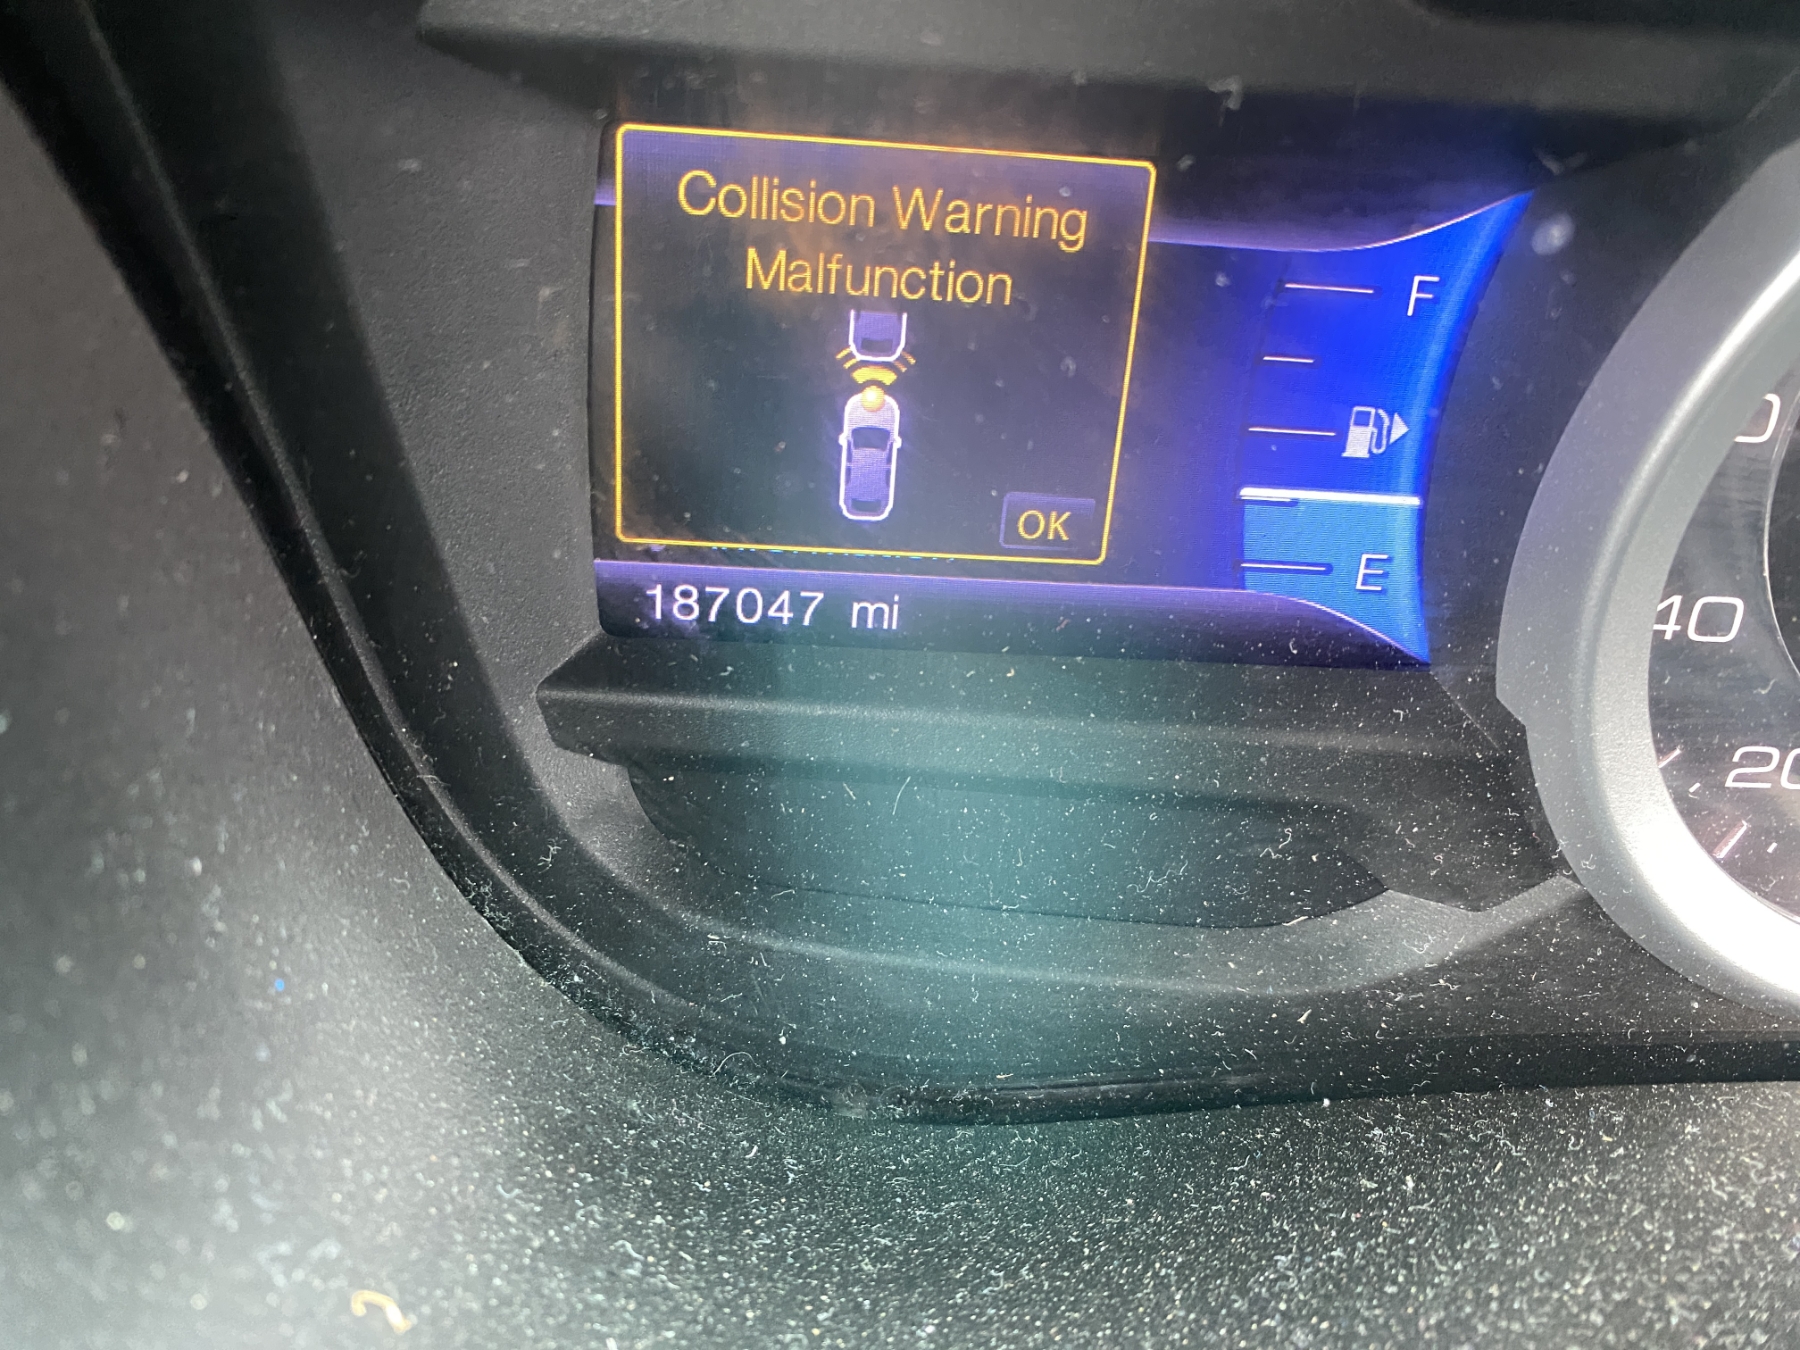 Collision Warning
Malfunction
OK
187047 mi
F
E
40
20